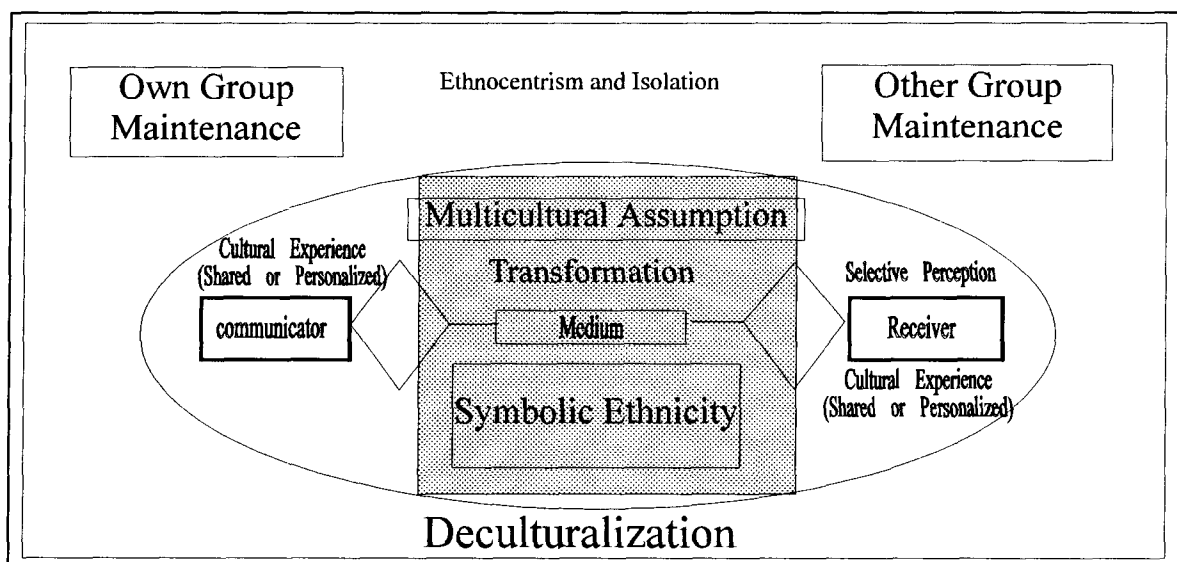 Own Group
Maintenance
Ethnocentrism and Isolation
Other Group
Maintenance
Multicultural Assumption
Cultural Experience
(Shared or Personalized)
communicator
Transformation
Medium
Symbolic Ethnicity
Selective Perception
Receiver
Cultural Experience
(Shared or Personalized)
Deculturalization